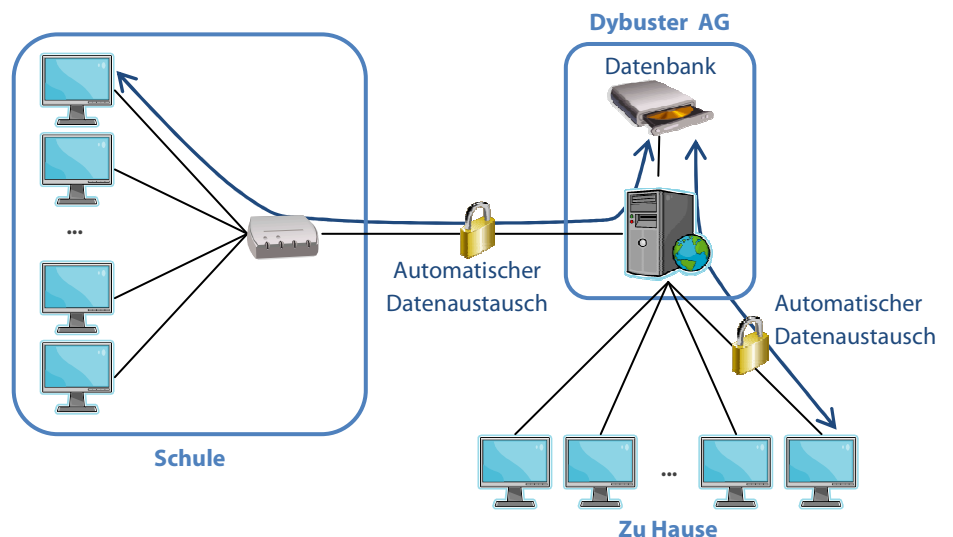 Dybuster AG
Datenbank
...
Automatischer
Datenaustausch
Automatischer
Datenaustausch
Schule
...
Zu Hause